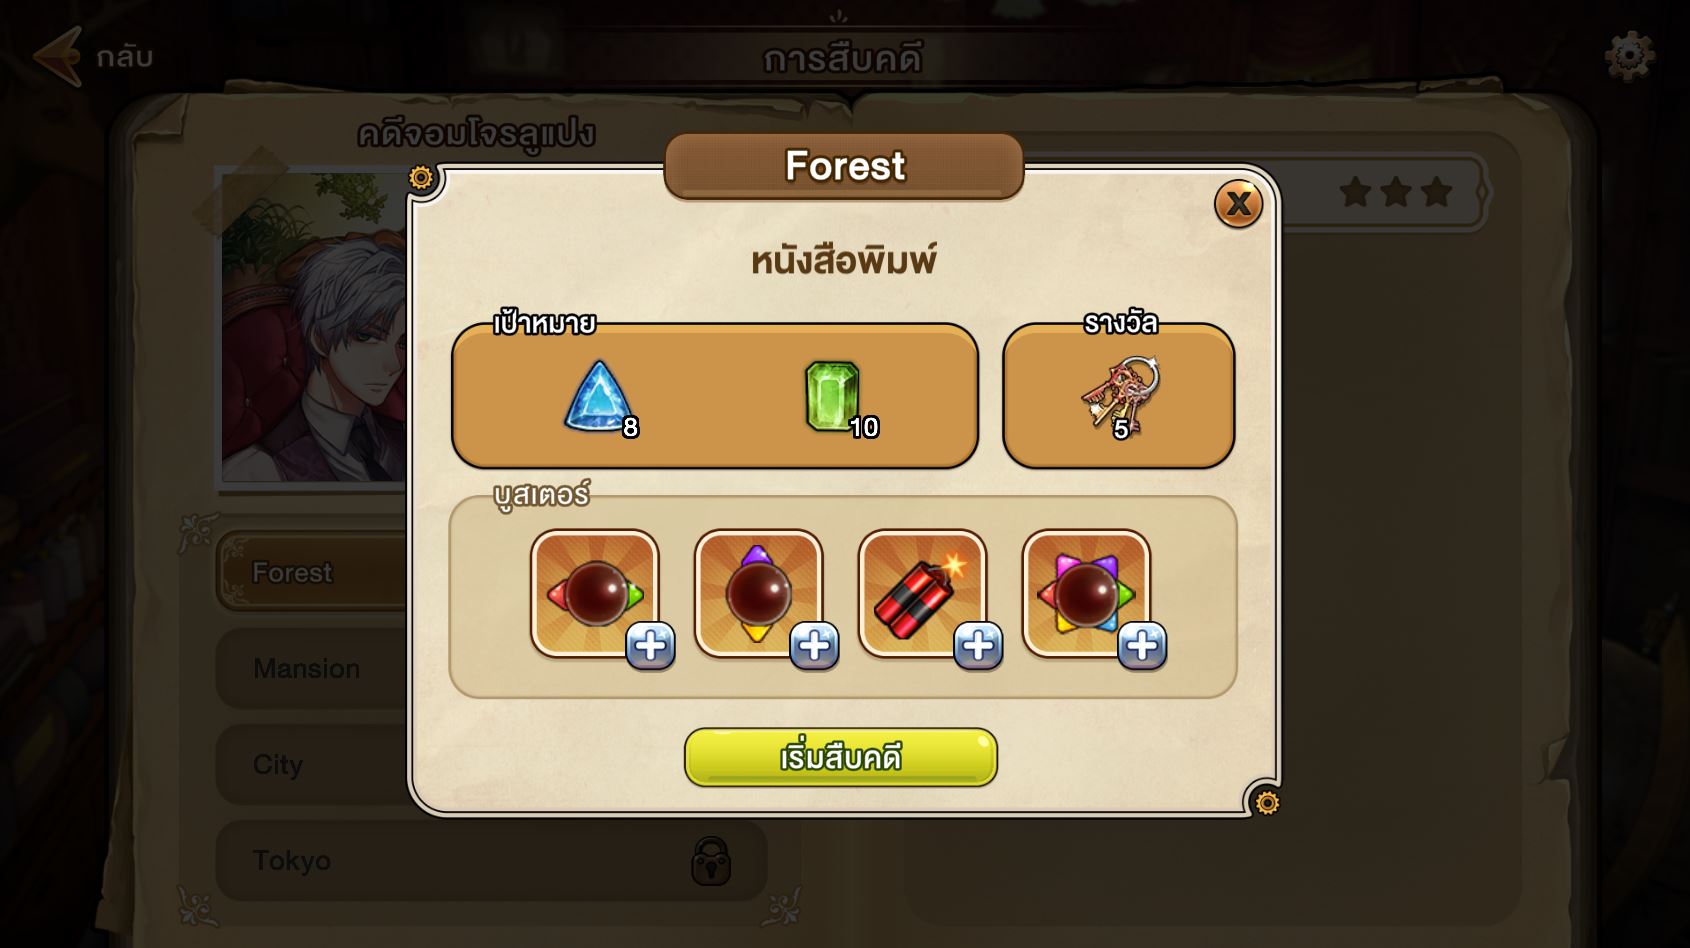 กลับ
การสืบคดี
คดีจอมโจรลูแปง
Forest
หนังสือพิมพ์
เป้าหมาย
รางวัล
8
10
5
บูสเตอร์
Forest
Mansion
City
Tokyo
เริ่มสืบคดี